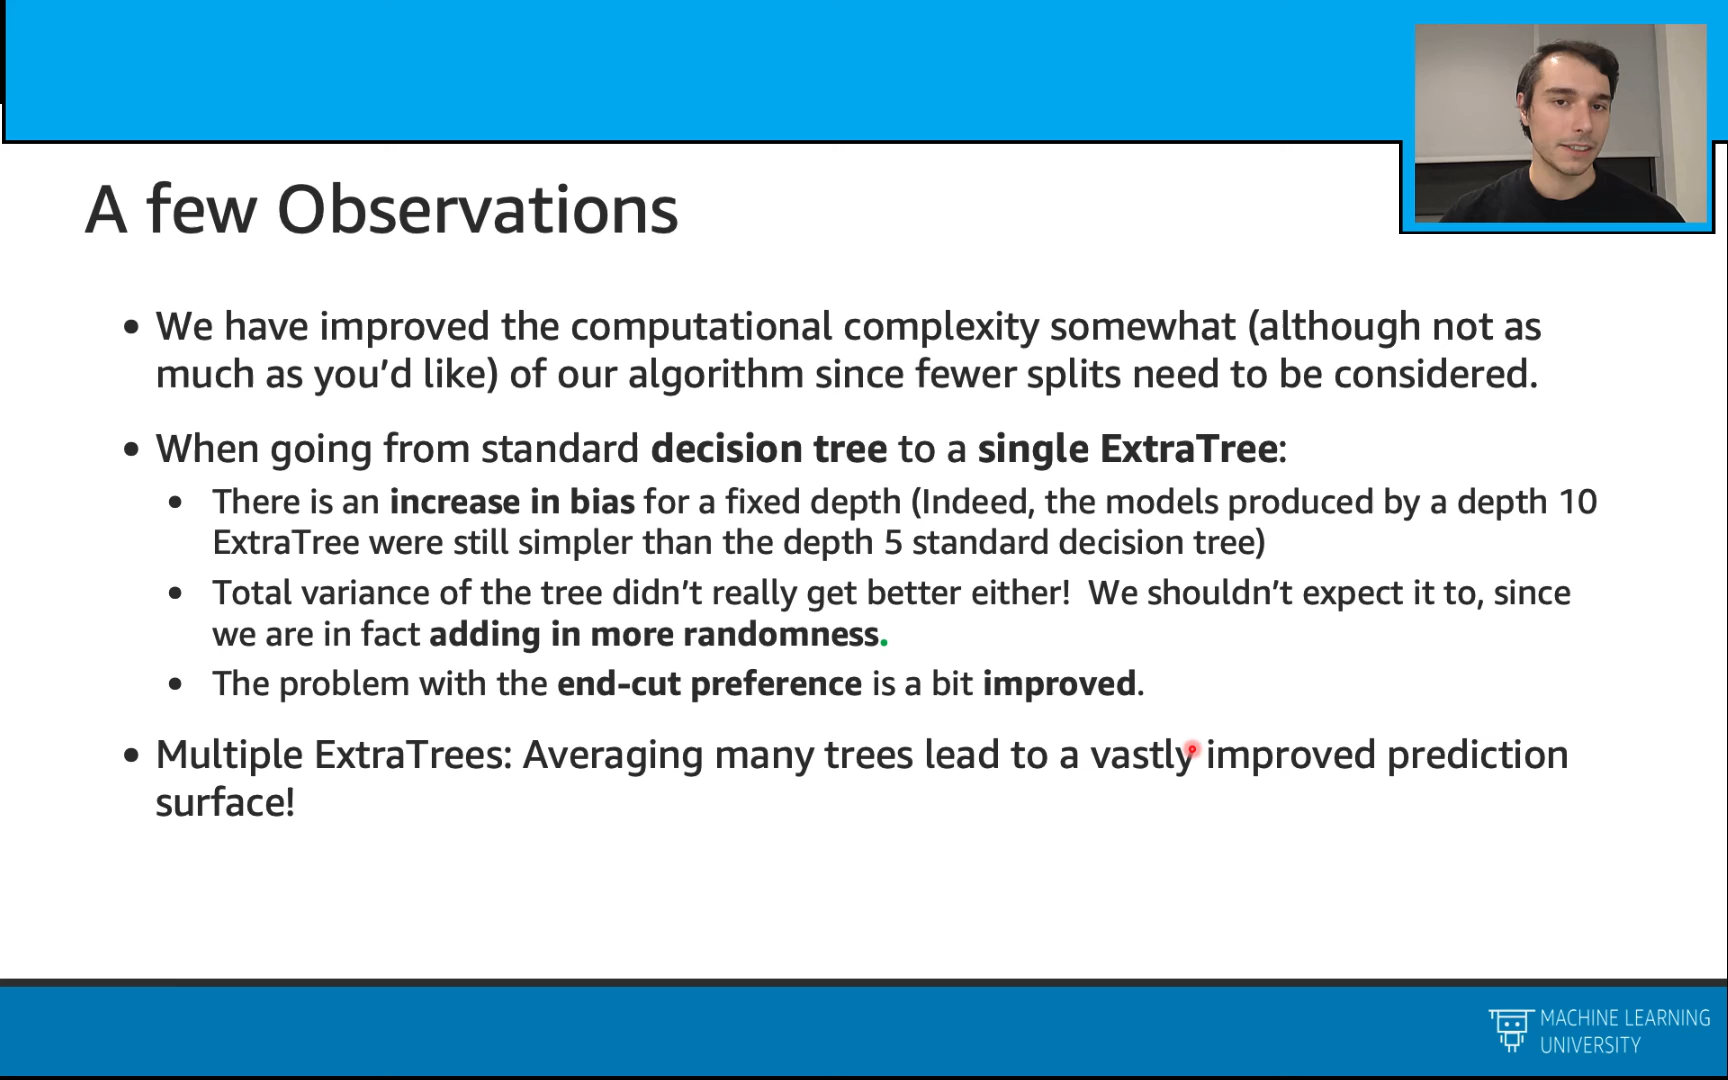 A few Observations
• We have improved the computational complexity somewhat (although not as
much as you’d like) of our algorithm since fewer splits need to be considered.
• When going from standard decision tree to a single ExtraTree:
• There is an increase in bias for a fixed depth (Indeed, the models produced by a depth 10
ExtraTree were still simpler than the depth 5 standard decision tree)
• Total variance of the tree didn’t really get better either!  We shouldn’t expect it to, since
we are in fact adding in more randomness.
• The problem with the end-cut preference is a bit improved.
• Multiple ExtraTrees: Averaging many trees lead to a vastly improved prediction
surface!
MACHINE LEARNING
UNIVERSITY